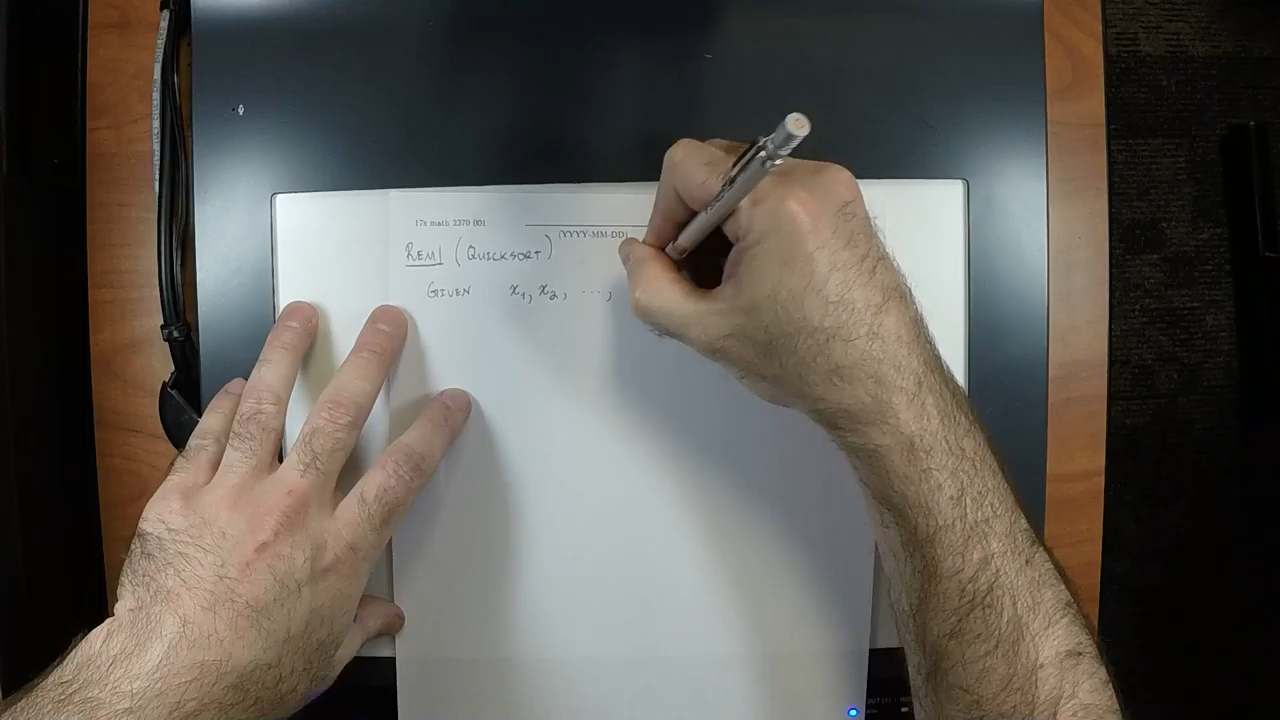 17s math 2370 001
(YYYY-MM-DD)
REM1 (QUICKSORT)
GIVEN x₁, x₂, ...,